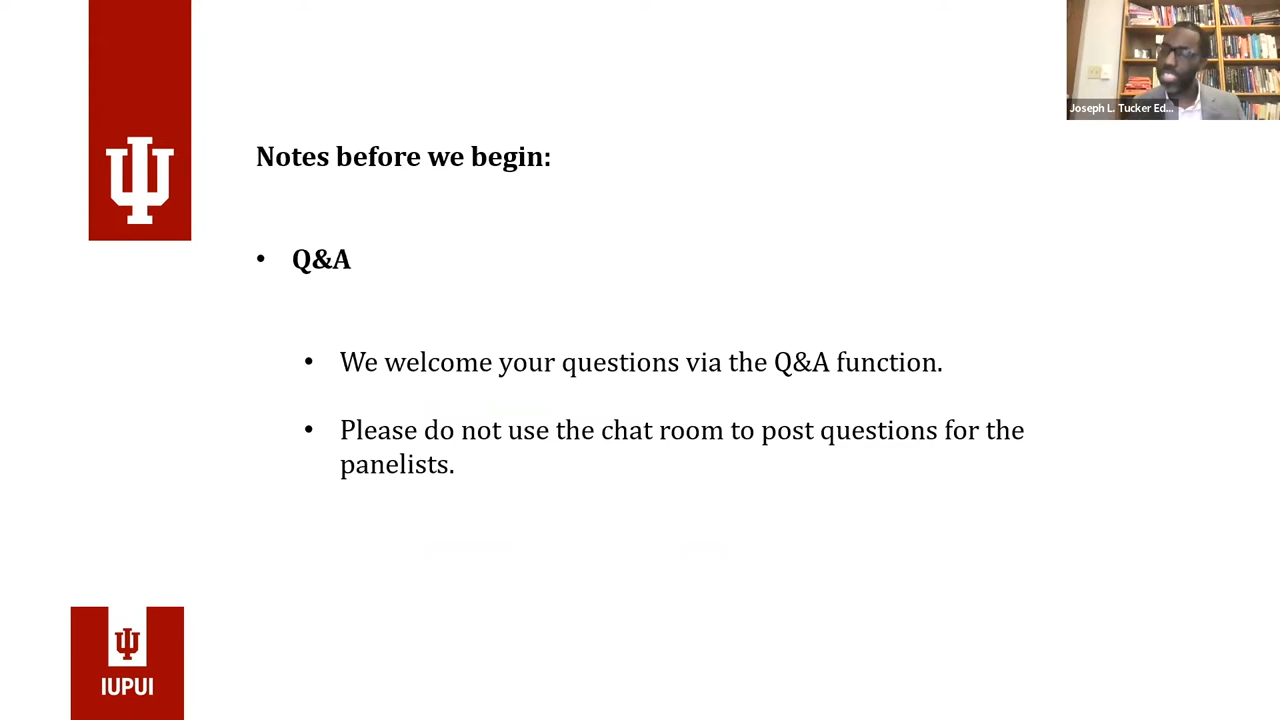 Joseph L. Tucker Ed...
Notes before we begin:
• Q&A
• We welcome your questions via the Q&A function.
• Please do not use the chat room to post questions for the
panelists.
IUPUI